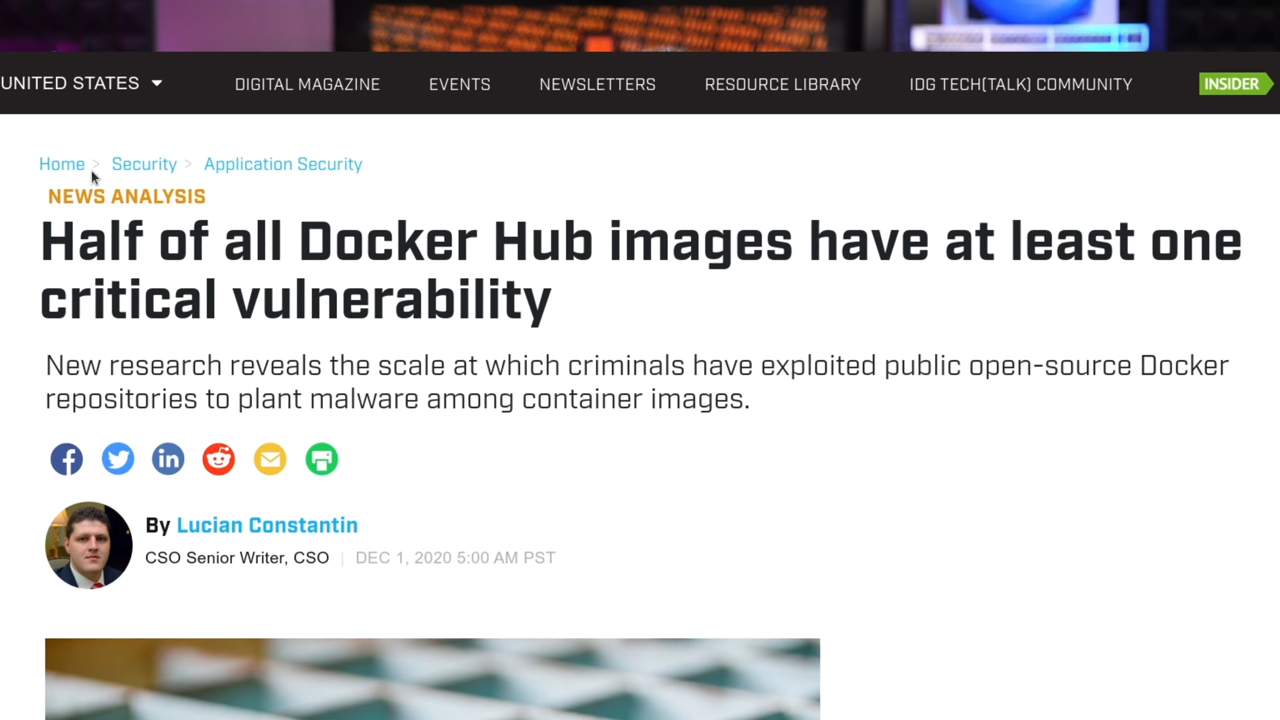 UNITED STATES DIGITAL MAGAZINE EVENTS NEWSLETTERS RESOURCE LIBRARY IDG TECH(TALK) COMMUNITY INSIDER
Home > Security > Application Security
NEWS ANALYSIS
Half of all Docker Hub images have at least one
critical vulnerability
New research reveals the scale at which criminals have exploited public open-source Docker
repositories to plant malware among container images.
By Lucian Constantin
CSO Senior Writer, CSO | DEC 1, 2020 5:00 AM PST